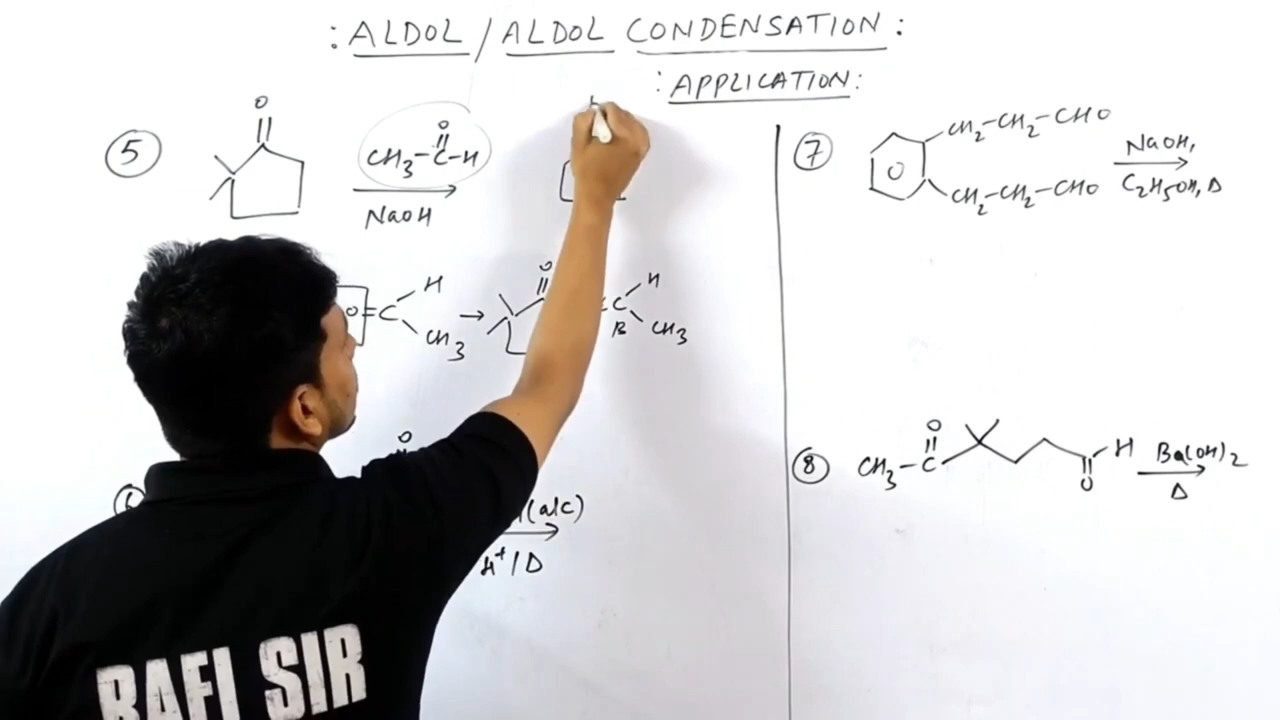 : ALDOL / ALDOL CONDENSATION :
: APPLICATION :
5
O
CH3-C-H
O
NaOH
O=C
H
CH3
→
O
C
H
β
CH3
6
O
(alc)
H+/Δ
7
O
CH2-CH2-CHO
CH2-CH2-CHO
NaOH,
C2H5OH, Δ
8
CH3-C
O
H
O
Ba(OH)2
Δ
RAFI SIR